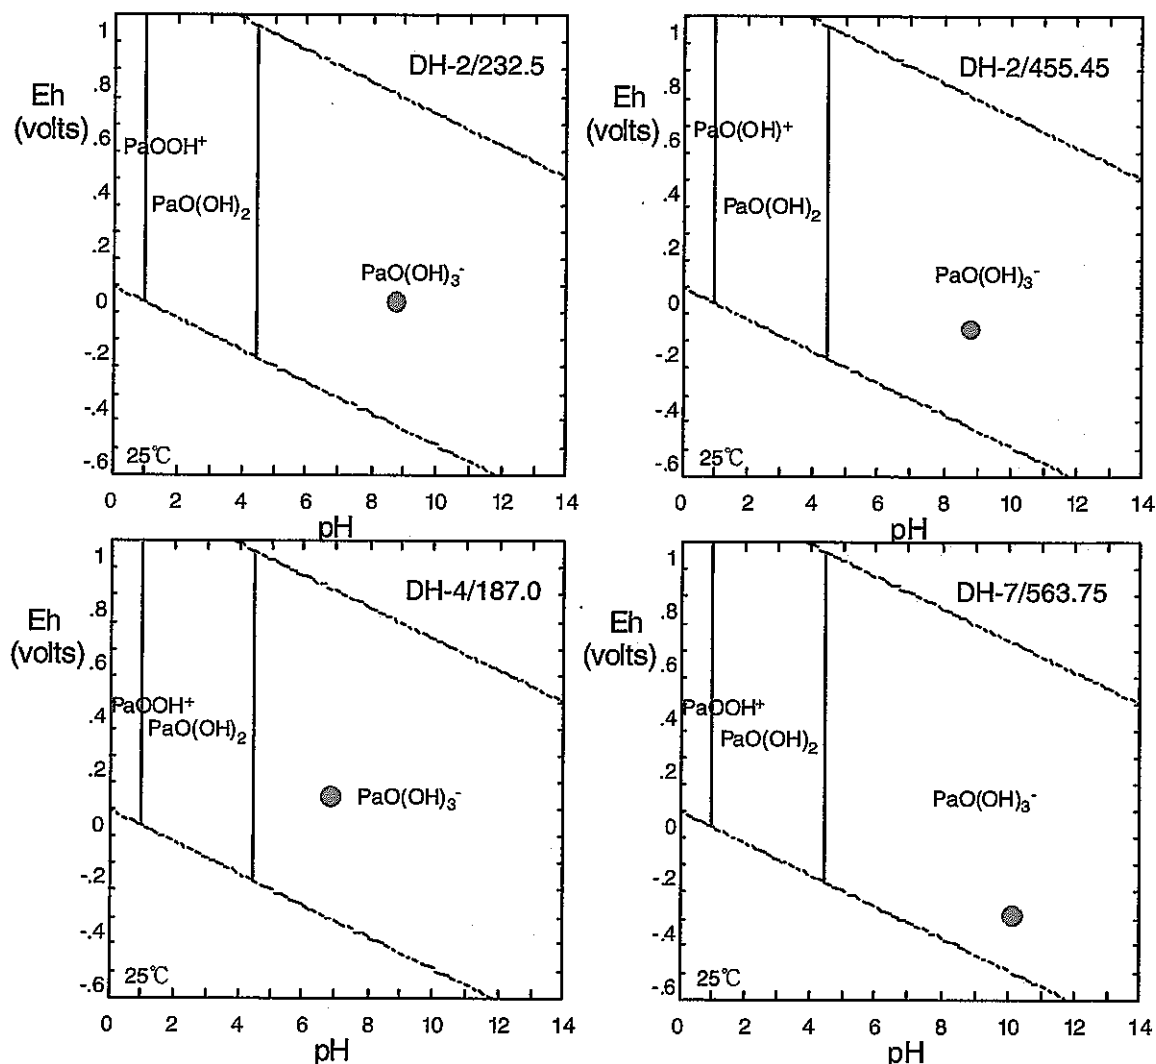 DH-2/232.5
Eh
(volts)
PaOOH⁺
PaO(OH)₂
PaO(OH)₃⁻
25℃
1
.8
.6
.4
.2
0
-.2
-.4
-.6
0 2 4 6 8 10 12 14
pH
DH-2/455.45
Eh
(volts)
PaO(OH)⁺
PaO(OH)₂
PaO(OH)₃⁻
25℃
1
.8
.6
.4
.2
0
-.2
-.4
-.6
0 2 4 6 8 10 12 14
pH
DH-4/187.0
Eh
(volts)
PaOOH⁺
PaO(OH)₂
PaO(OH)₃⁻
25℃
1
.8
.6
.4
.2
0
-.2
-.4
-.6
0 2 4 6 8 10 12 14
pH
DH-7/563.75
Eh
(volts)
PaOOH⁺
PaO(OH)₂
PaO(OH)₃⁻
25℃
1
.8
.6
.4
.2
0
-.2
-.4
-.6
0 2 4 6 8 10 12 14
pH